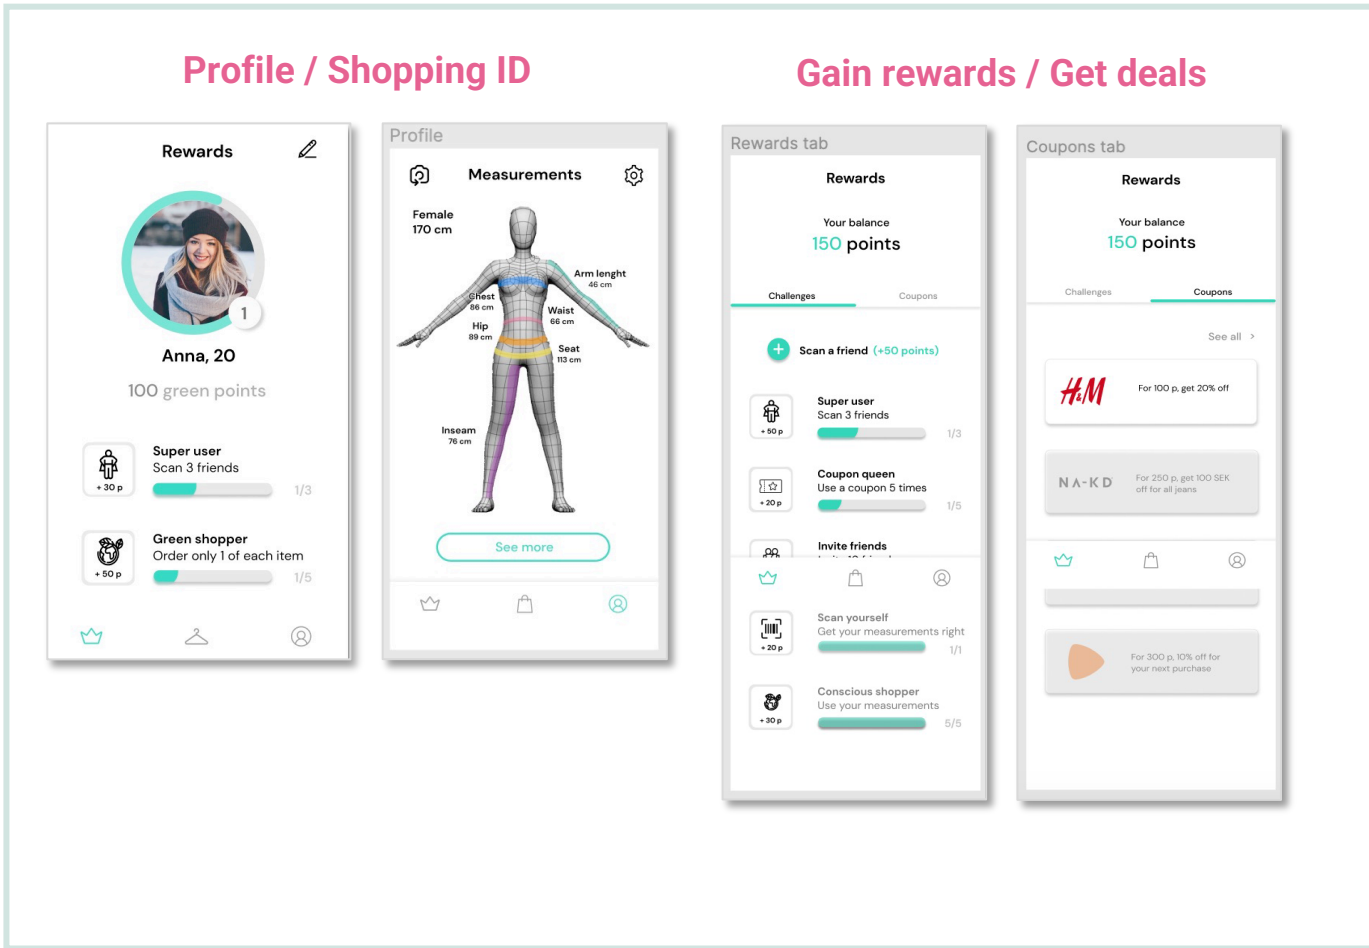 Profile / Shopping ID
Rewards
1
Anna, 20
100 green points
+ 30 p
Super user
Scan 3 friends
1/3
+ 50 p
Green shopper
Order only 1 of each item
1/5
Profile
Measurements
Female
170 cm
Arm lenght
46 cm
Chest
86 cm
Waist
66 cm
Hip
89 cm
Seat
113 cm
Inseam
76 cm
See more
Gain rewards / Get deals
Rewards tab
Rewards
Your balance
150 points
Challenges
Coupons
Scan a friend (+50 points)
+ 50 p
Super user
Scan 3 friends
1/3
+ 20 p
Coupon queen
Use a coupon 5 times
1/5
Invite friends
+ 20 p
Scan yourself
Get your measurements right
1/1
+ 30 p
Conscious shopper
Use your measurements
5/5
Coupons tab
Rewards
Your balance
150 points
Challenges
Coupons
See all >
H&M
For 100 p, get 20% off
NA-KD
For 250 p, get 100 SEK
off for all jeans
For 300 p, 10% off for
your next purchase